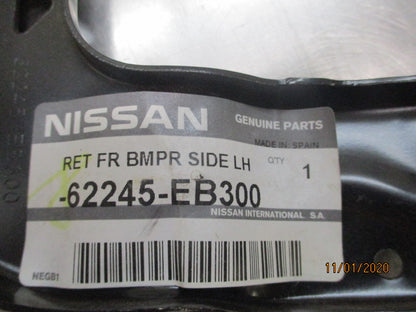 NISSAN
GENUINE PARTS
MADE IN SPAIN
RET FR BMPR SIDE LH
QTY
1
-62245-EB300
NISSAN INTERNATIONAL S.A.
HEGB1
11/01/2020